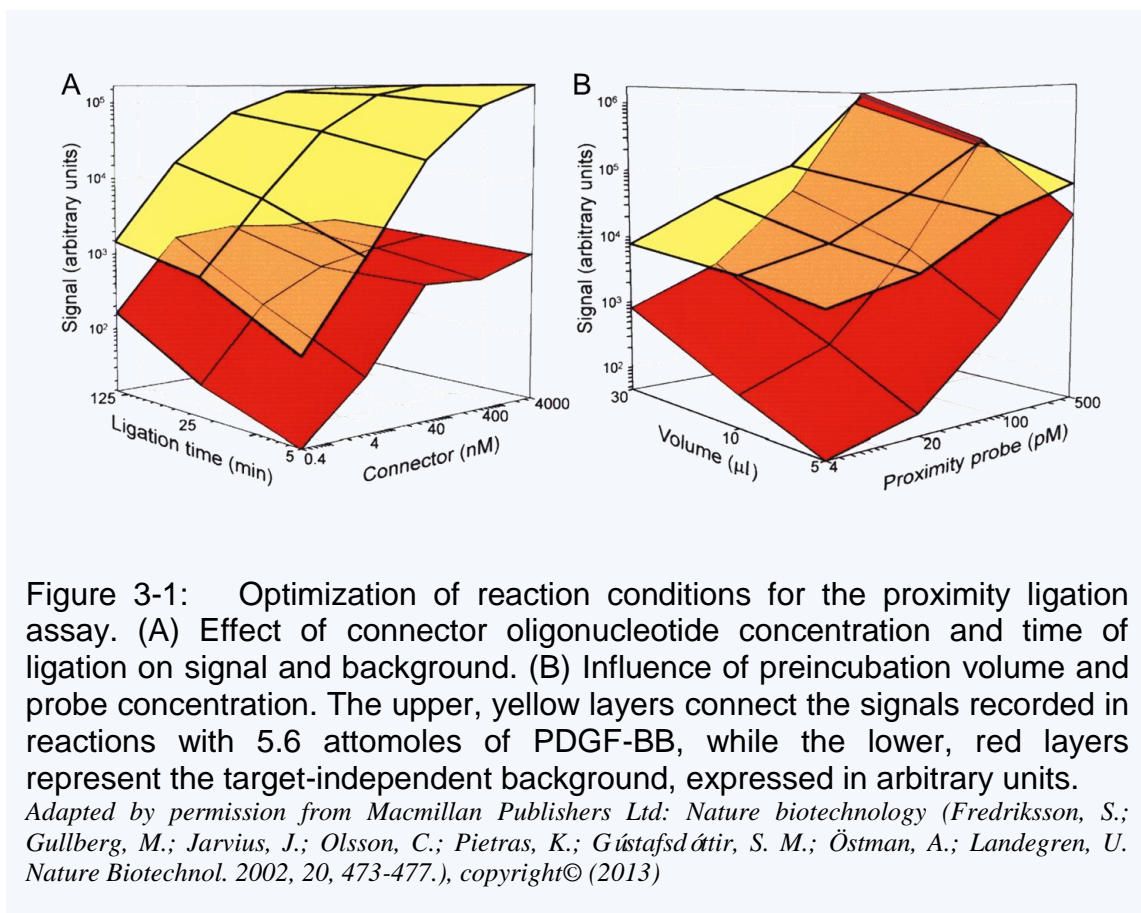 A
B
10⁵
10⁴
10³
10²
Signal (arbitrary units)
125
25
5
Ligation time (min)
0.4
4
40
400
4000
Connector (nM)
10⁶
10⁵
10⁴
10³
10²
Signal (arbitrary units)
30
10
5
Volume (µl)
4
20
100
500
Proximity probe (pM)
Figure 3-1: Optimization of reaction conditions for the proximity ligation
assay. (A) Effect of connector oligonucleotide concentration and time of
ligation on signal and background. (B) Influence of preincubation volume and
probe concentration. The upper, yellow layers connect the signals recorded in
reactions with 5.6 attomoles of PDGF-BB, while the lower, red layers
represent the target-independent background, expressed in arbitrary units.
Adapted by permission from Macmillan Publishers Ltd: Nature biotechnology (Fredriksson, S.;
Gullberg, M.; Jarvius, J.; Olsson, C.; Pietras, K.; Gústafsdóttir, S. M.; Östman, A.; Landegren, U.
Nature Biotechnol. 2002, 20, 473-477.), copyright© (2013)